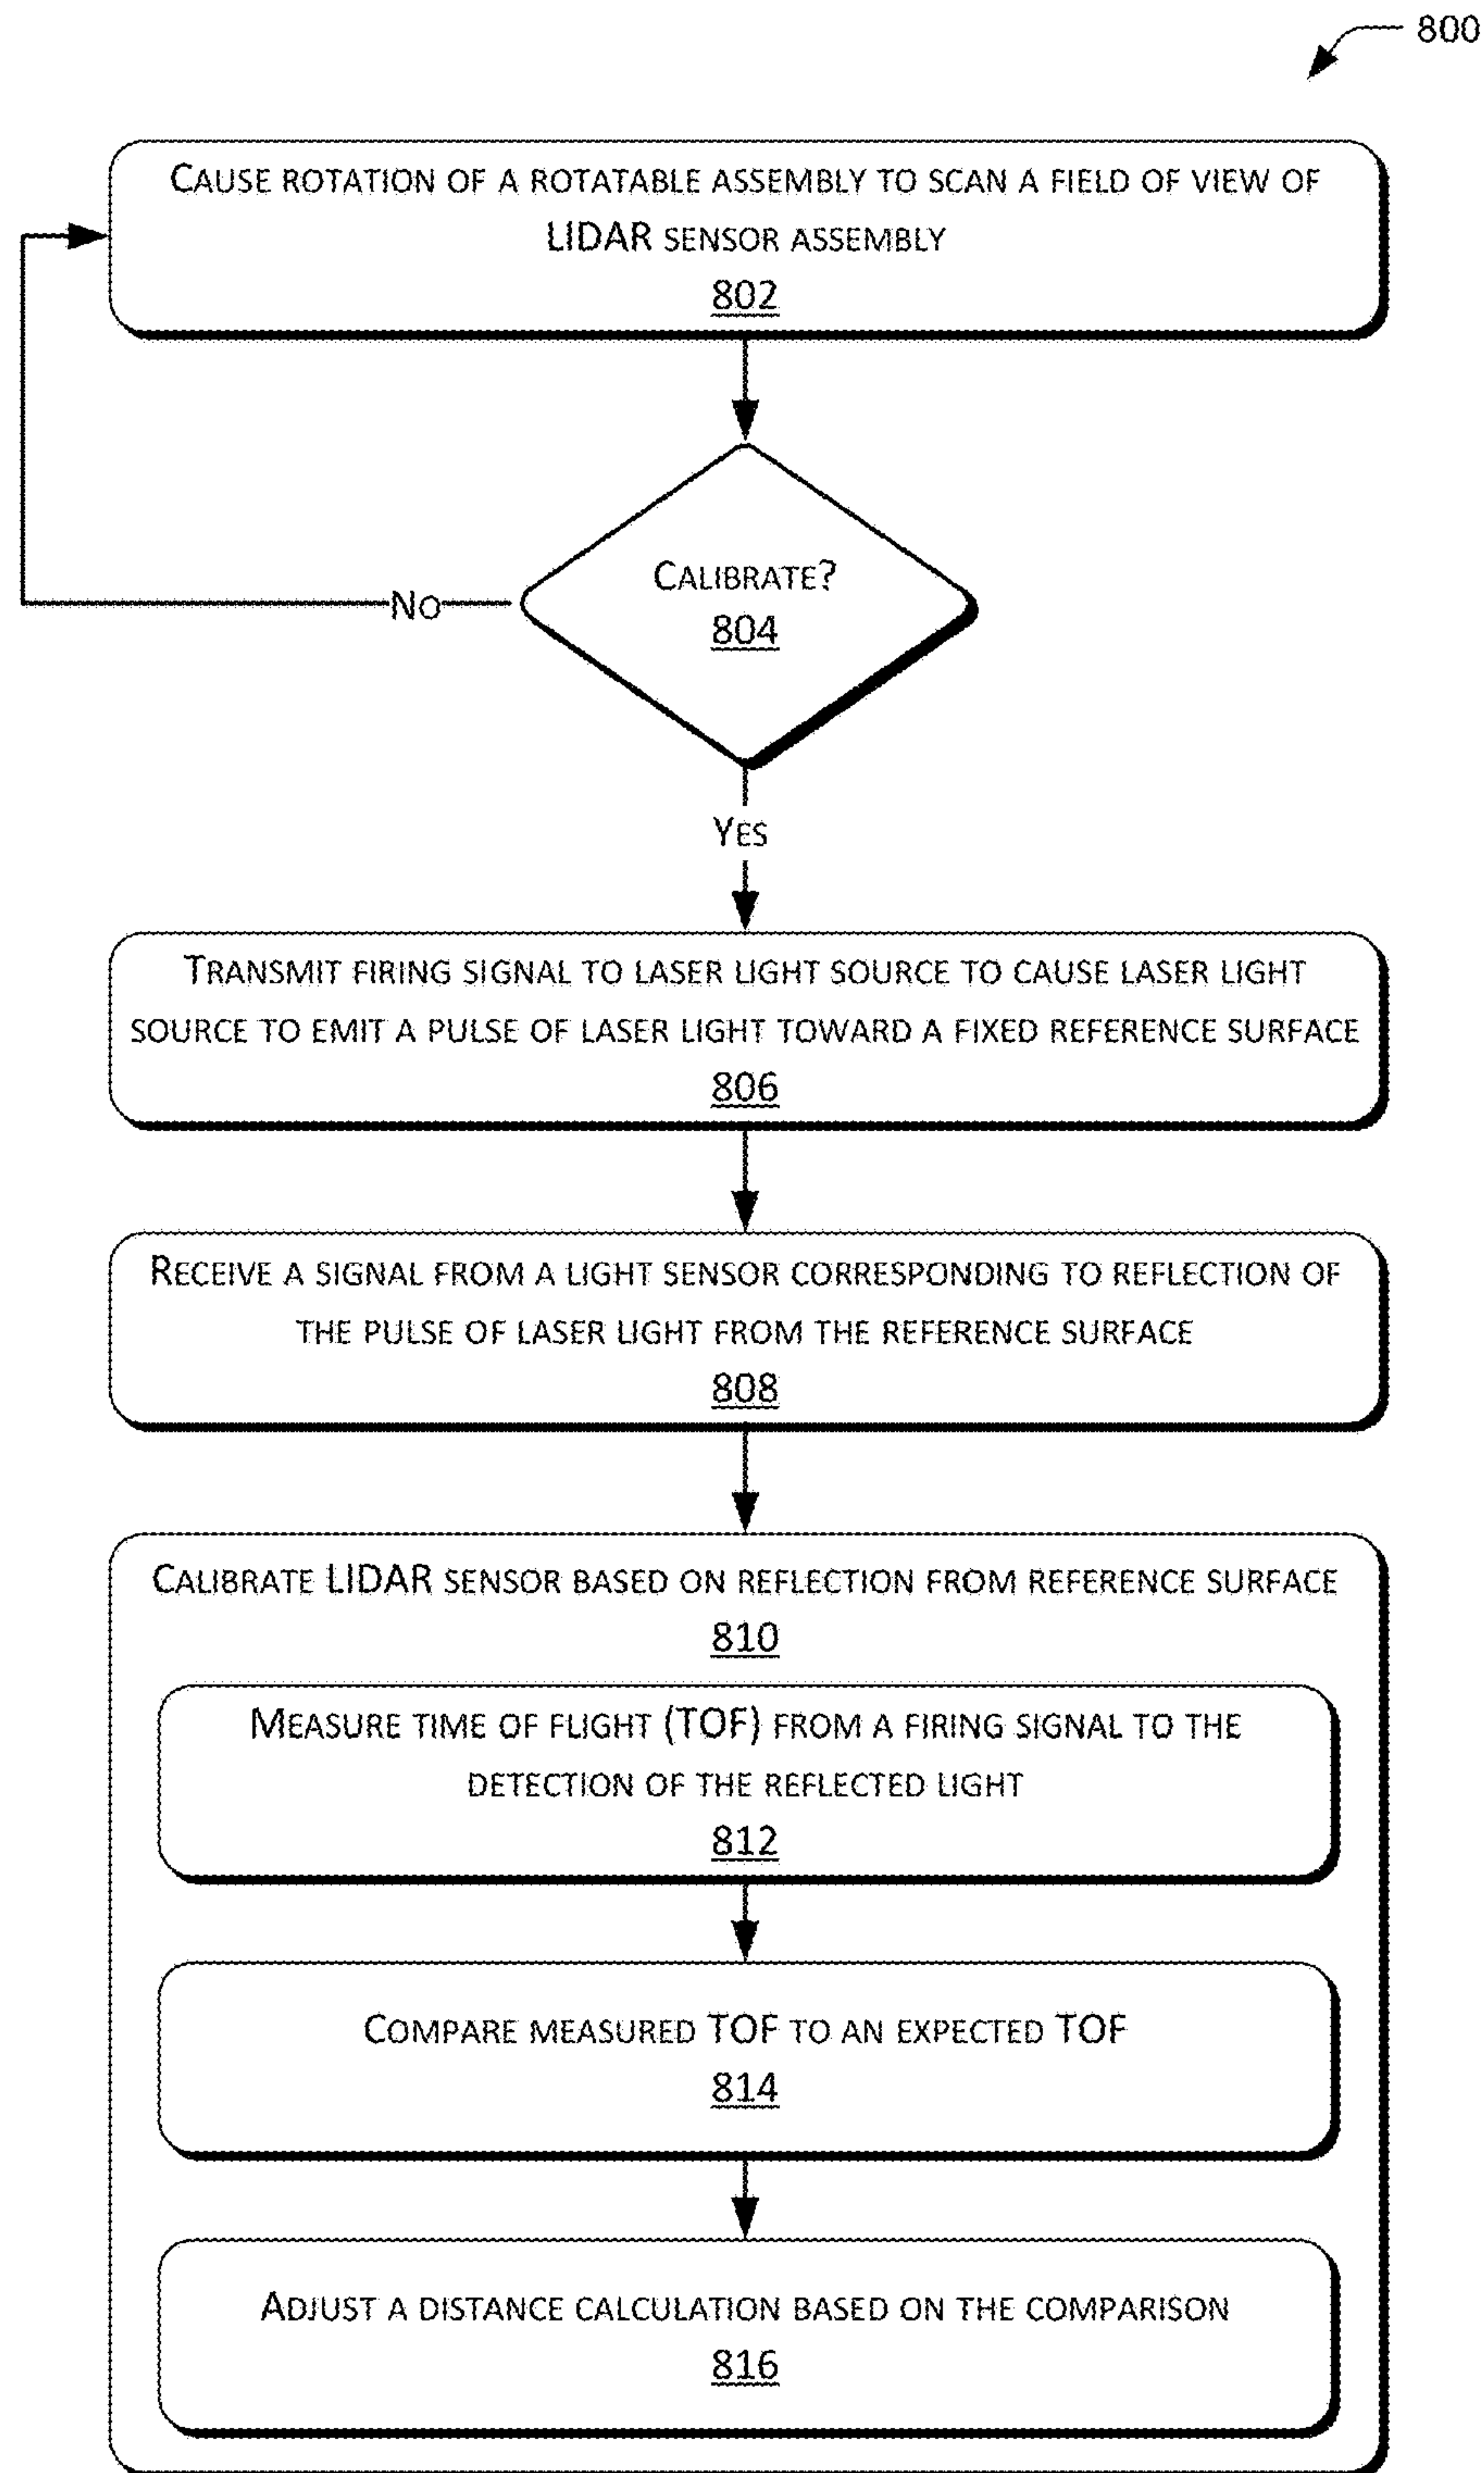 800
CAUSE ROTATION OF A ROTATABLE ASSEMBLY TO SCAN A FIELD OF VIEW OF
LIDAR SENSOR ASSEMBLY
802
CALIBRATE?
804
NO
YES
TRANSMIT FIRING SIGNAL TO LASER LIGHT SOURCE TO CAUSE LASER LIGHT
SOURCE TO EMIT A PULSE OF LASER LIGHT TOWARD A FIXED REFERENCE SURFACE
806
RECEIVE A SIGNAL FROM A LIGHT SENSOR CORRESPONDING TO REFLECTION OF
THE PULSE OF LASER LIGHT FROM THE REFERENCE SURFACE
808
CALIBRATE LIDAR SENSOR BASED ON REFLECTION FROM REFERENCE SURFACE
810
MEASURE TIME OF FLIGHT (TOF) FROM A FIRING SIGNAL TO THE
DETECTION OF THE REFLECTED LIGHT
812
COMPARE MEASURED TOF TO AN EXPECTED TOF
814
ADJUST A DISTANCE CALCULATION BASED ON THE COMPARISON
816